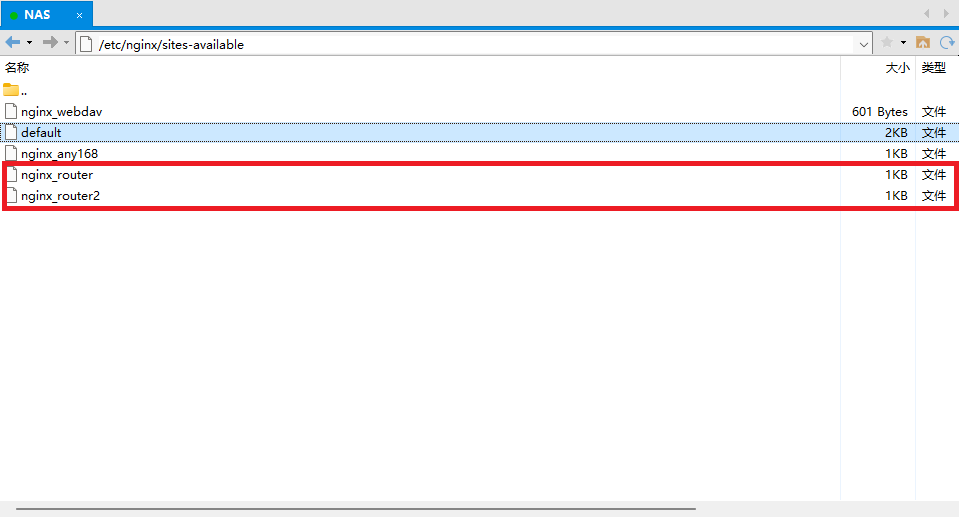 NAS ×
/etc/nginx/sites-available
名称 大小 类型
..
nginx_webdav 601 Bytes 文件
default 2KB 文件
nginx_any168 1KB 文件
nginx_router 1KB 文件
nginx_router2 1KB 文件